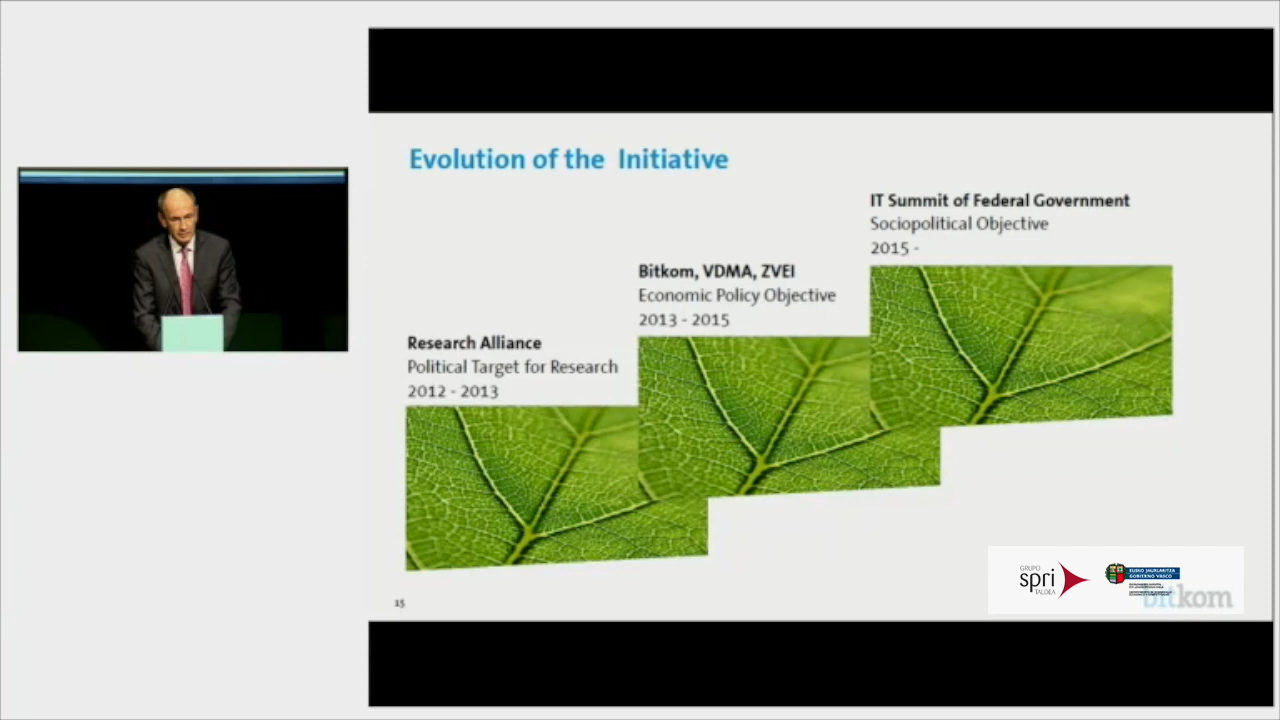 Evolution of the Initiative
IT Summit of Federal Government
Sociopolitical Objective
2015 -
Bitkom, VDMA, ZVEI
Economic Policy Objective
2013 - 2015
Research Alliance
Political Target for Research
2012 - 2013
GRUPO
spri
TALDEA
EUSKO JAURLARITZA
GOBIERNO VASCO
bitkom
15